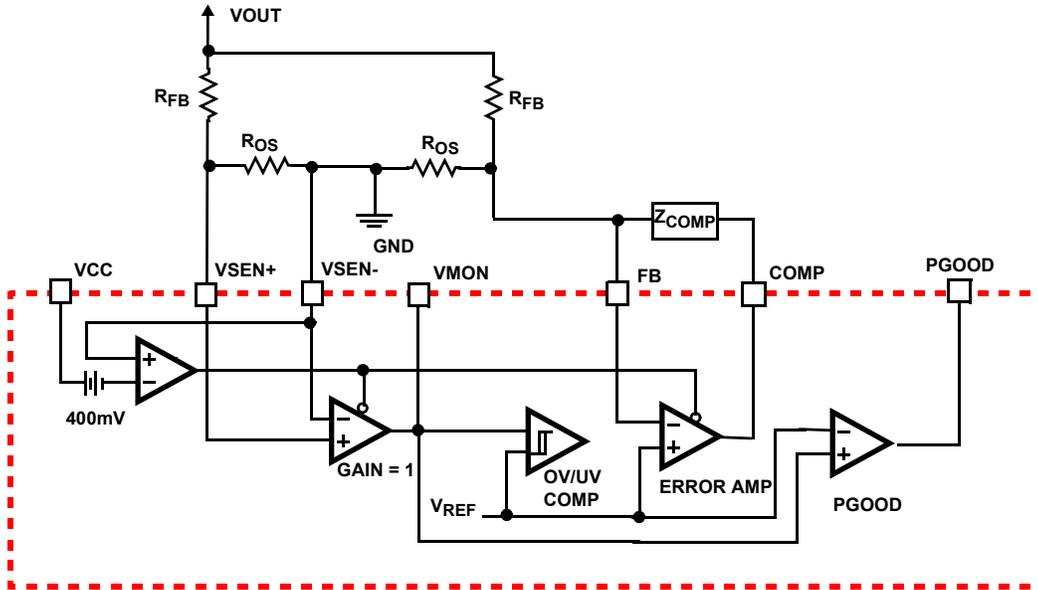 VOUT
RFB
RFB
ROS
ROS
ZCOMP
GND
VCC
VSEN+
VSEN-
VMON
FB
COMP
PGOOD
+
−
400mV
−
+
GAIN = 1
OV/UV
COMP
−
+
ERROR AMP
−
+
PGOOD
VREF